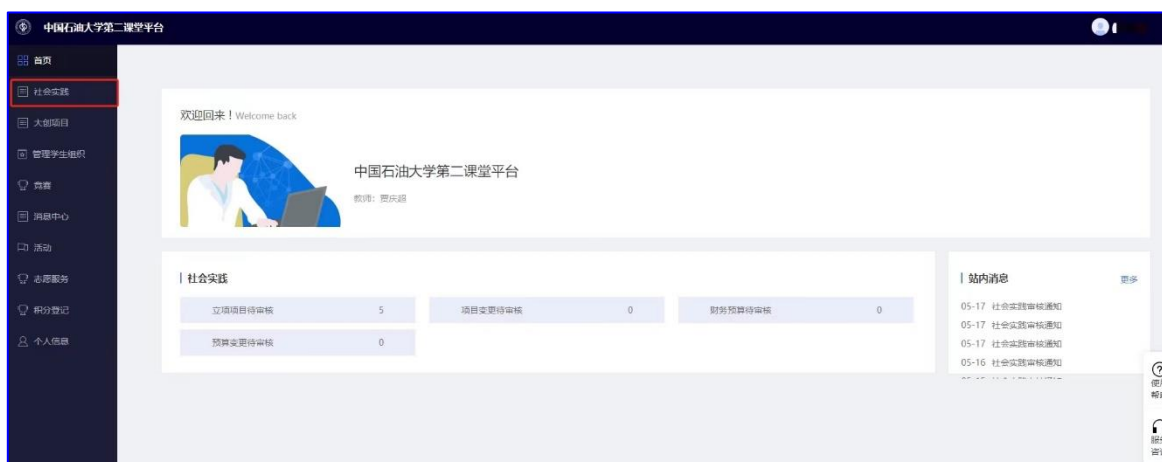 中国石油大学第二课堂平台
首页
社会实践
大创项目
管理学生组织
竞赛
消息中心
活动
志愿服务
积分登记
个人信息
欢迎回来！Welcome back
中国石油大学第二课堂平台
教师：贾庆超
社会实践
立项项目待审核 5 项目变更待审核 0 财务预算待审核 0
预算变更待审核 0
站内消息 更多
05-17 社会实践审核通知
05-17 社会实践审核通知
05-17 社会实践审核通知
05-16 社会实践审核通知
使用
帮助
服务
咨询